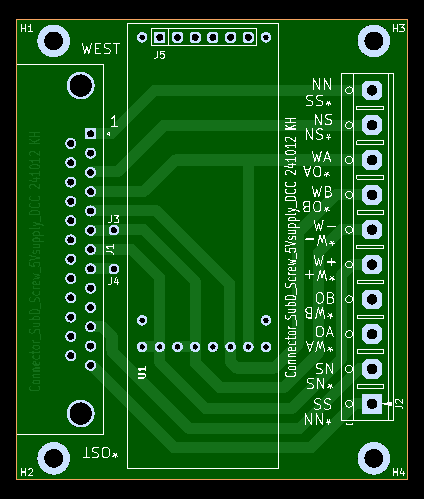 H1
H3
WEST
J5
1
NN
SS*
NS
SN*
WA
*OA
WB
*OB
W-
*W-
W+
*W+
OB
*WB
OA
*WA
SN
NS*
SS
NN*
J3
J1
J4
J2
U1
Connector_SubD_Screw_5Vsupply_DCC 241012 KH
Connector_SubD_Screw_5Vsupply_DCC 241012 KH
H2
*OST
H4